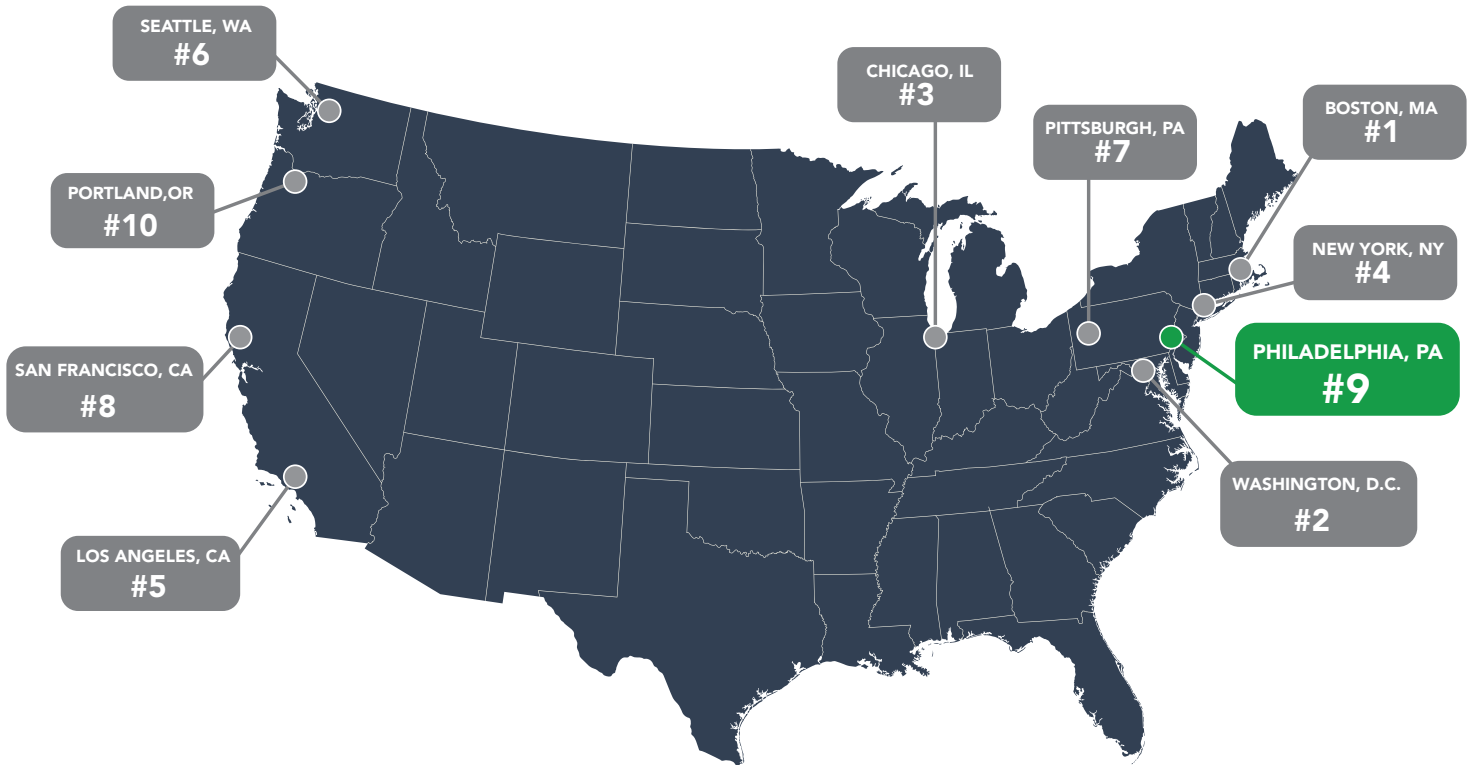 SEATTLE, WA
#6
CHICAGO, IL
#3
BOSTON, MA
#1
PITTSBURGH, PA
#7
PORTLAND,OR
#10
NEW YORK, NY
#4
PHILADELPHIA, PA
#9
SAN FRANCISCO, CA
#8
WASHINGTON, D.C.
#2
LOS ANGELES, CA
#5